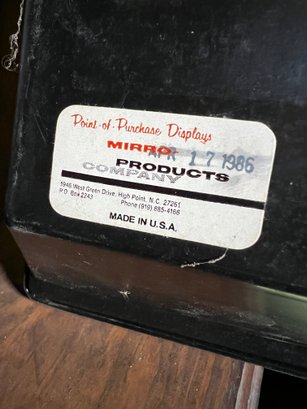 Point-of-Purchase Displays
MIRRO APR 17 1986
PRODUCTS
COMPANY
1946 West Green Drive, High Point, N.C. 27261
P.O. Box 2243 Phone (919) 885-4166
MADE IN U.S.A.